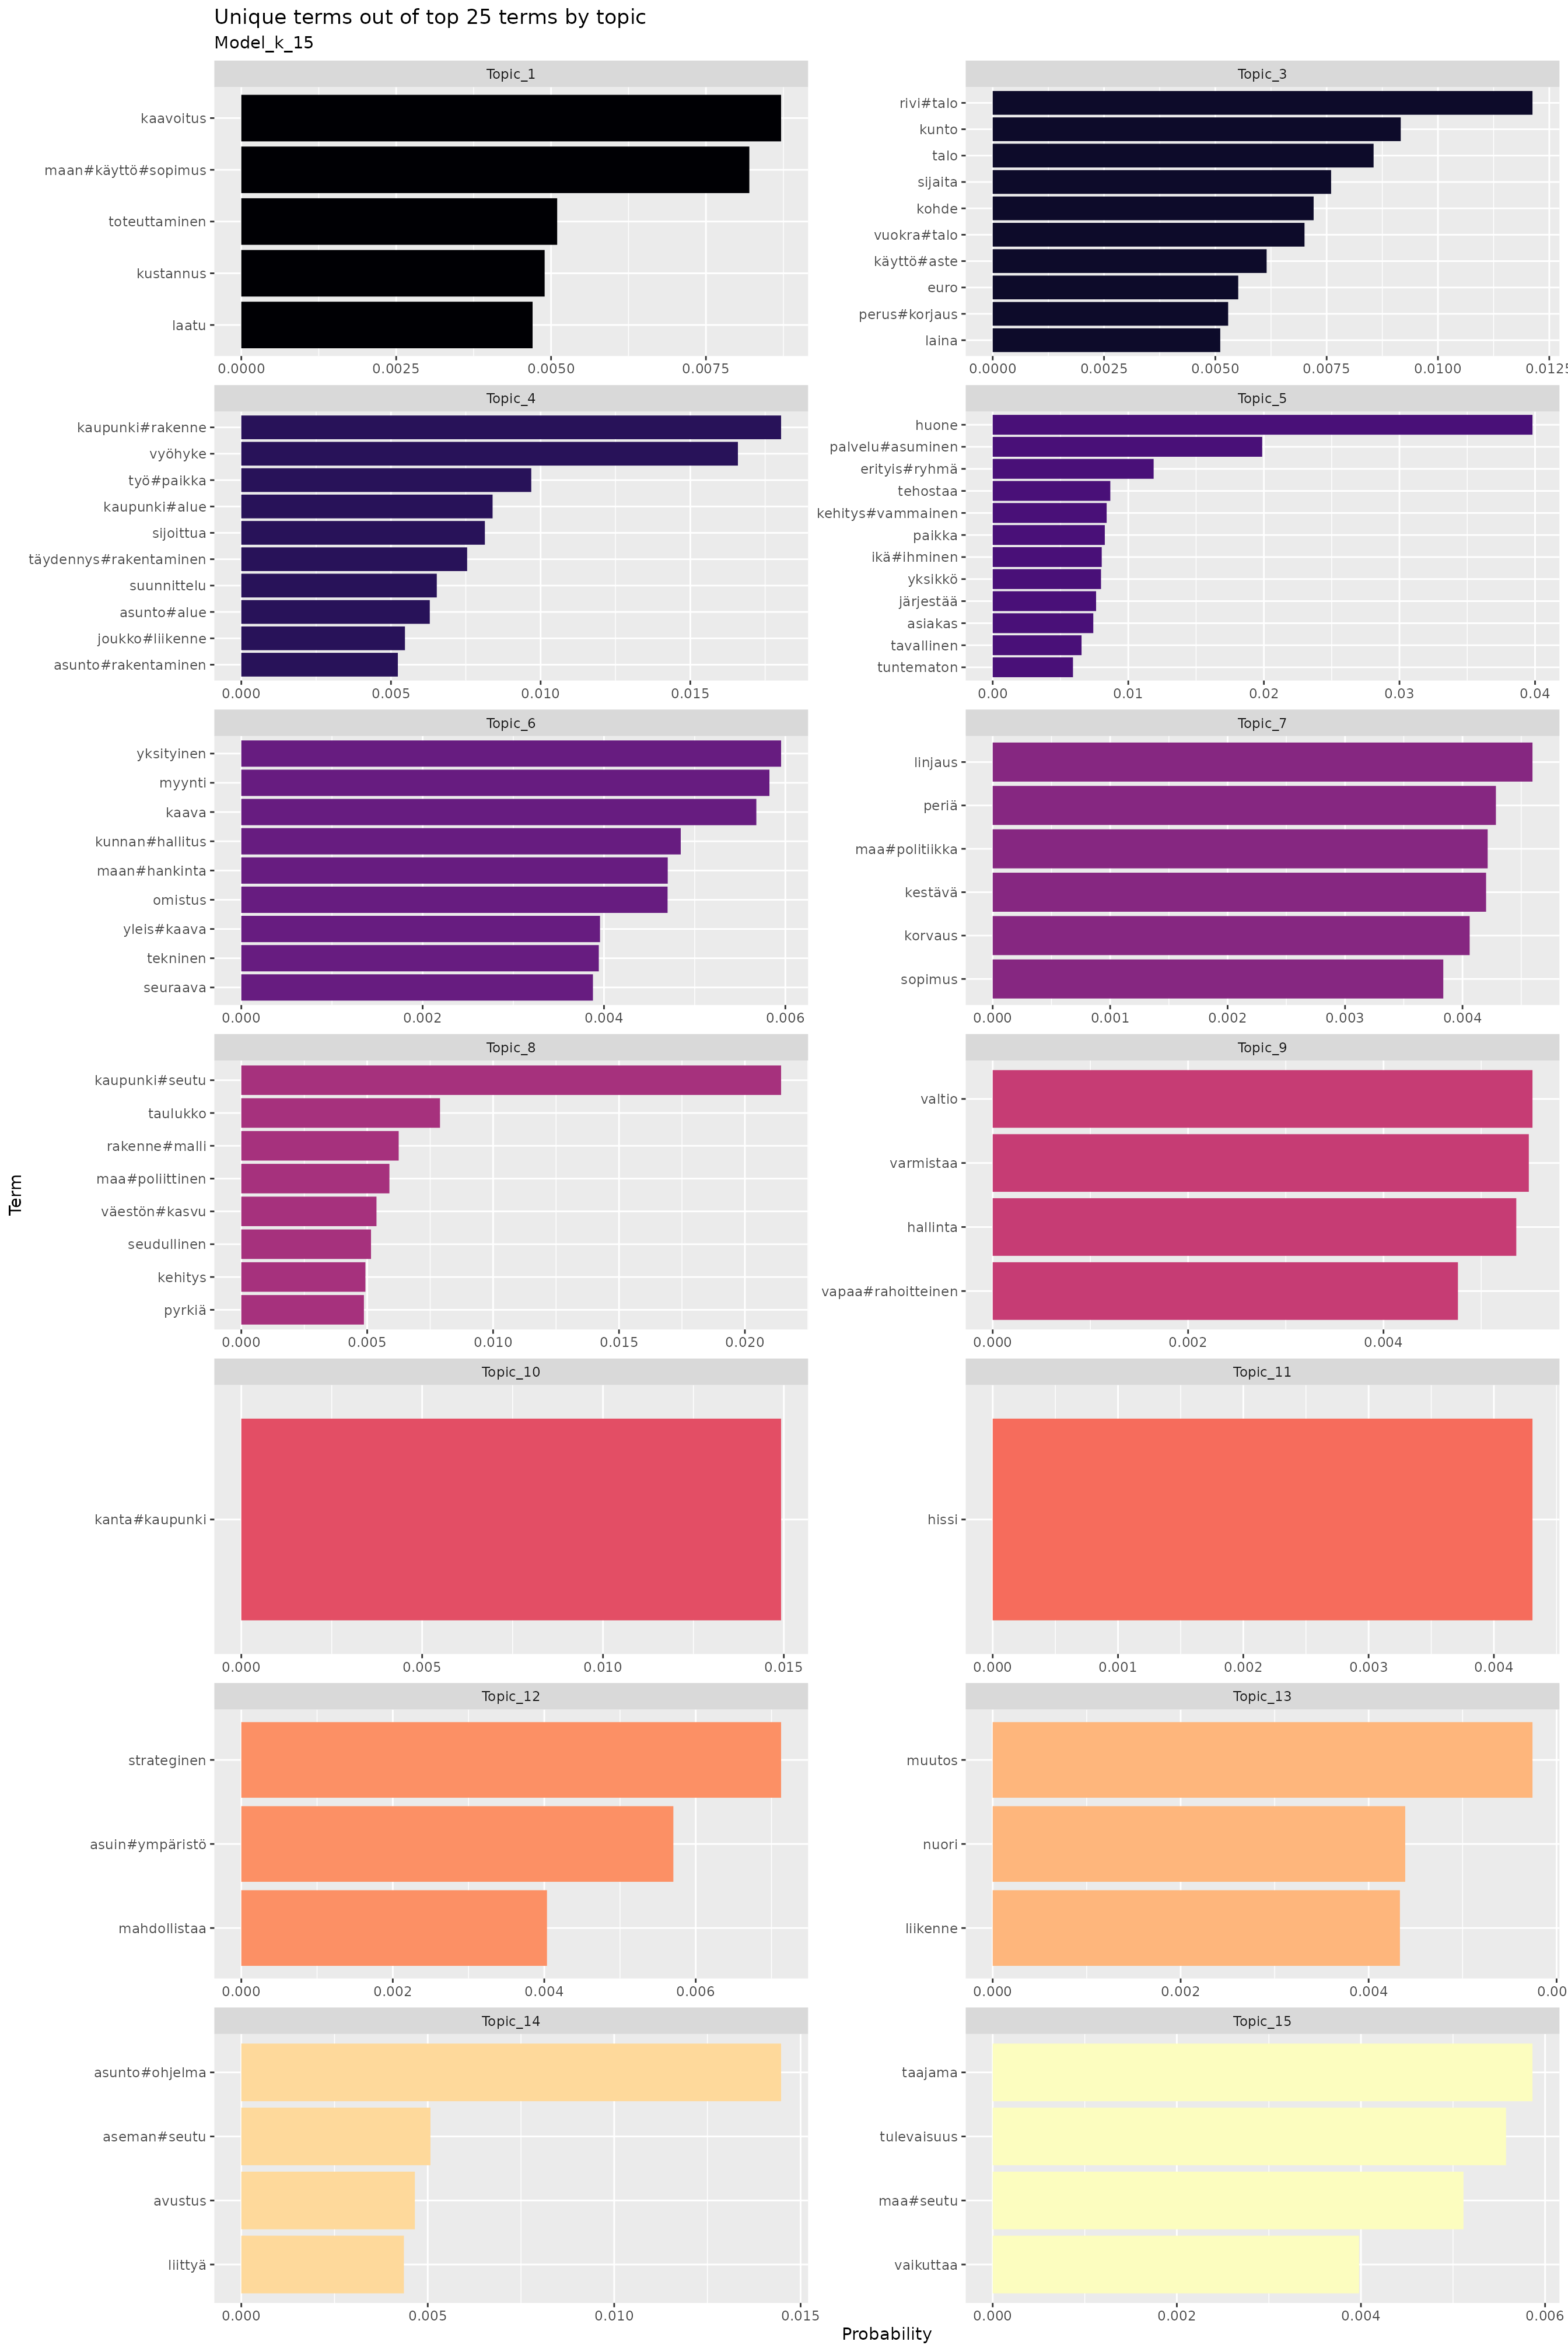 Unique terms out of top 25 terms by topic
Model_k_15
Topic_1
kaavoitus
maan#käyttö#sopimus
toteuttaminen
kustannus
laatu
0.0000 0.0025 0.0050 0.0075
Topic_3
rivi#talo
kunto
talo
sijaita
kohde
vuokra#talo
käyttö#aste
euro
perus#korjaus
laina
0.0000 0.0025 0.0050 0.0075 0.0100 0.0125
Topic_4
kaupunki#rakenne
vyöhyke
työ#paikka
kaupunki#alue
sijoittua
täydennys#rakentaminen
suunnittelu
asunto#alue
joukko#liikenne
asunto#rakentaminen
0.000 0.005 0.010 0.015
Topic_5
huone
palvelu#asuminen
erityis#ryhmä
tehostaa
kehitys#vammainen
paikka
ikä#ihminen
yksikkö
järjestää
asiakas
tavallinen
tuntematon
0.00 0.01 0.02 0.03 0.04
Topic_6
yksityinen
myynti
kaava
kunnan#hallitus
maan#hankinta
omistus
yleis#kaava
tekninen
seuraava
0.000 0.002 0.004 0.006
Topic_7
linjaus
periä
maa#politiikka
kestävä
korvaus
sopimus
0.000 0.001 0.002 0.003 0.004
Topic_8
kaupunki#seutu
taulukko
rakenne#malli
maa#poliittinen
väestön#kasvu
seudullinen
kehitys
pyrkiä
0.000 0.005 0.010 0.015 0.020
Topic_9
valtio
varmistaa
hallinta
vapaa#rahoitteinen
0.000 0.002 0.004
Topic_10
kanta#kaupunki
0.000 0.005 0.010 0.015
Topic_11
hissi
0.000 0.001 0.002 0.003 0.004
Topic_12
strateginen
asuin#ympäristö
mahdollistaa
0.000 0.002 0.004 0.006
Topic_13
muutos
nuori
liikenne
0.000 0.002 0.004 0.00
Topic_14
asunto#ohjelma
aseman#seutu
avustus
liittyä
0.000 0.005 0.010 0.015
Topic_15
taajama
tulevaisuus
maa#seutu
vaikuttaa
0.000 0.002 0.004 0.006
Term
Probability